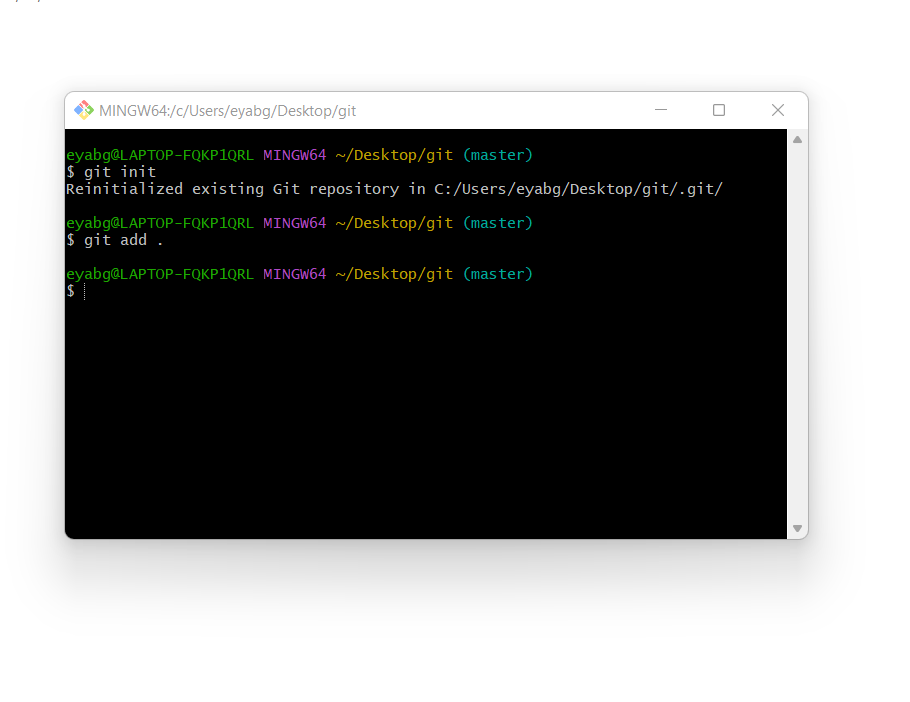 MINGW64:/c/Users/eyabg/Desktop/git
eyabg@LAPTOP-FQKP1QRL MINGW64 ~/Desktop/git (master)
$ git init
Reinitialized existing Git repository in C:/Users/eyabg/Desktop/git/.git/
eyabg@LAPTOP-FQKP1QRL MINGW64 ~/Desktop/git (master)
$ git add .
eyabg@LAPTOP-FQKP1QRL MINGW64 ~/Desktop/git (master)
$